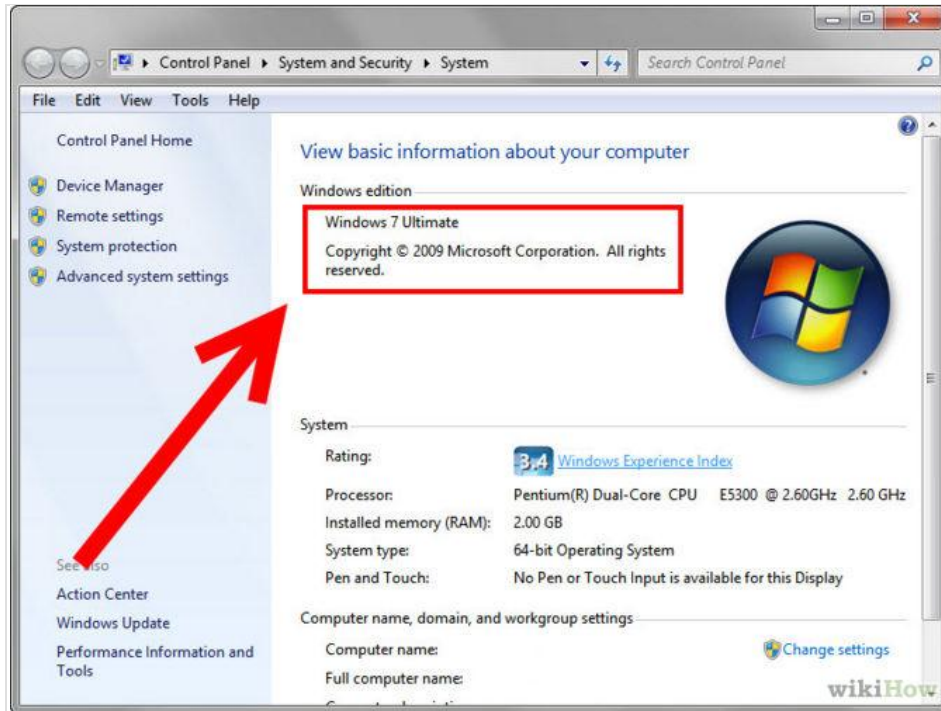 Control Panel ▸ System and Security ▸ System
Search Control Panel
File Edit View Tools Help
Control Panel Home
Device Manager
Remote settings
System protection
Advanced system settings
See also
Action Center
Windows Update
Performance Information and
Tools
View basic information about your computer
Windows edition
Windows 7 Ultimate
Copyright © 2009 Microsoft Corporation. All rights
reserved.
System
Rating: 3.4 Windows Experience Index
Processor: Pentium(R) Dual-Core CPU E5300 @ 2.60GHz 2.60 GHz
Installed memory (RAM): 2.00 GB
System type: 64-bit Operating System
Pen and Touch: No Pen or Touch Input is available for this Display
Computer name, domain, and workgroup settings
Computer name: Change settings
Full computer name:
wikiHow